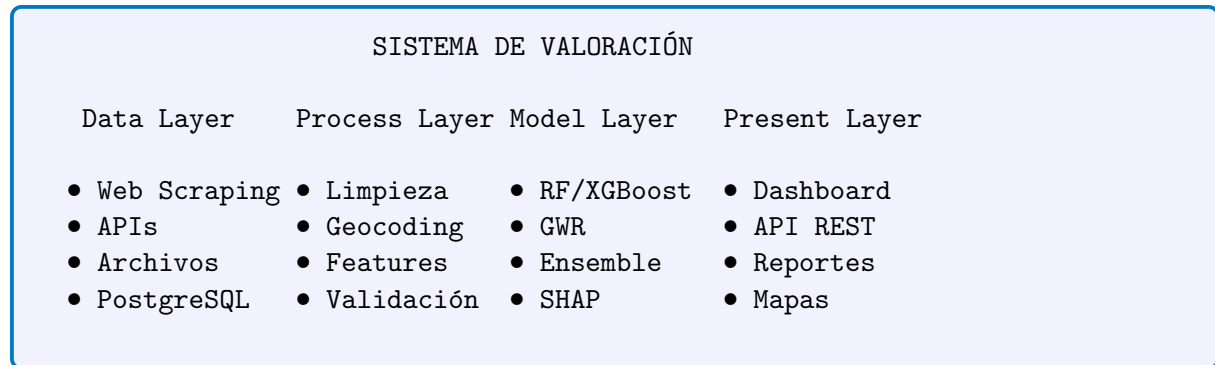 SISTEMA DE VALORACIÓN
Data Layer Process Layer Model Layer Present Layer
• Web Scraping • Limpieza • RF/XGBoost • Dashboard
• APIs • Geocoding • GWR • API REST
• Archivos • Features • Ensemble • Reportes
• PostgreSQL • Validación • SHAP • Mapas